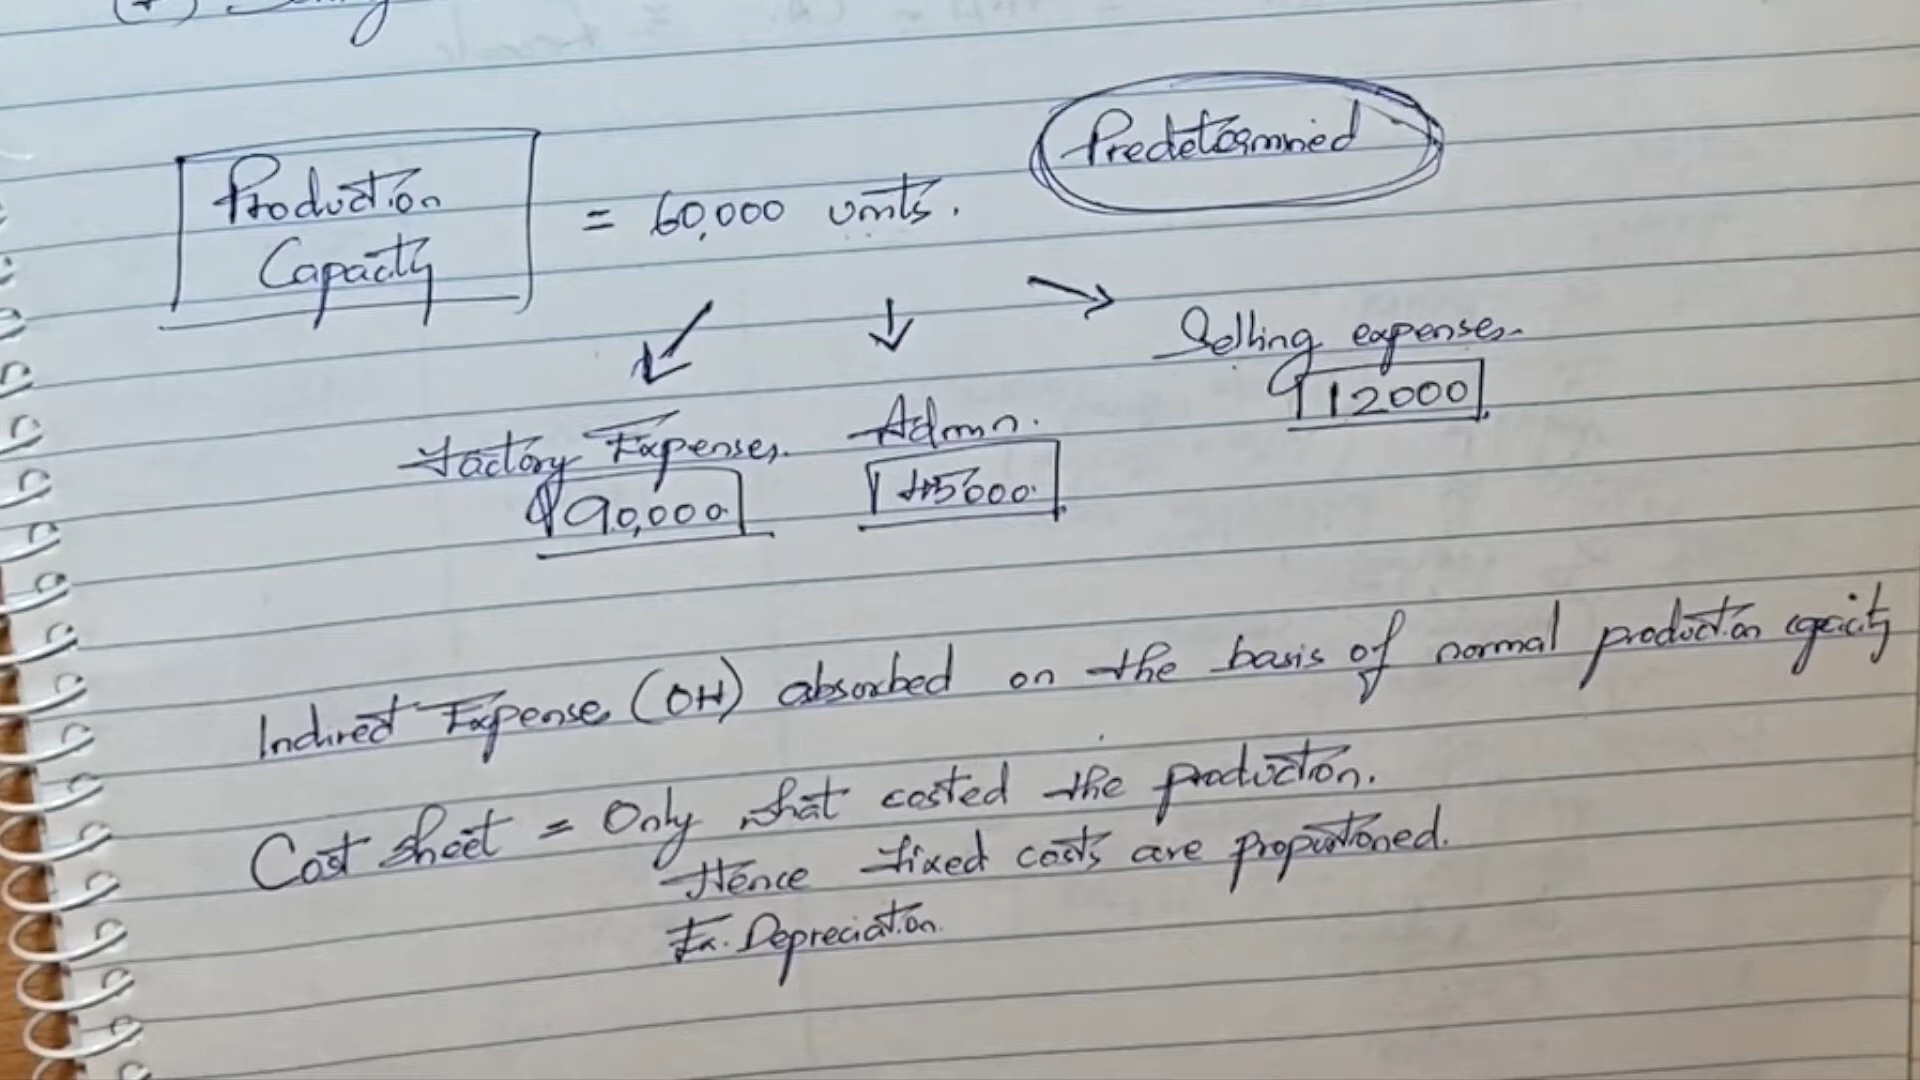 Production
Capacity
= 60,000 units.
Predetermined
Selling expenses.
12000
Factory Expenses.
90,000
Admn.
45000
Indirect Expense (OH) absorbed on the basis of normal production capacity
Cost sheet = Only what costed the production.
Hence fixed costs are proportioned.
Ex. Depreciation.